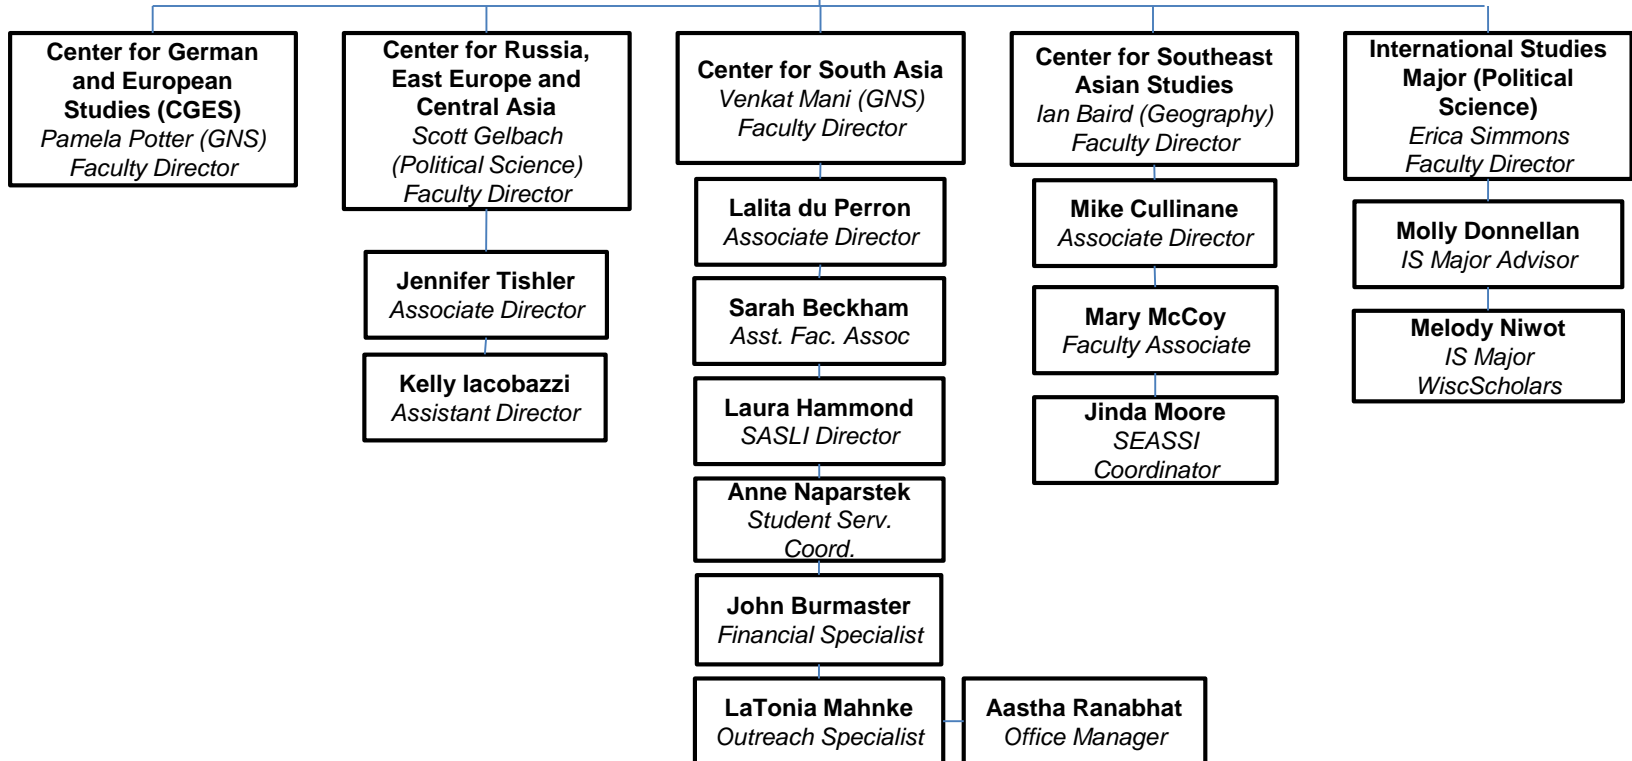 Center for German
and European
Studies (CGES)
Pamela Potter (GNS)
Faculty Director
Center for Russia,
East Europe and
Central Asia
Scott Gelbach
(Political Science)
Faculty Director
Jennifer Tishler
Associate Director
Kelly Iacobazzi
Assistant Director
Center for South Asia
Venkat Mani (GNS)
Faculty Director
Lalita du Perron
Associate Director
Sarah Beckham
Asst. Fac. Assoc
Laura Hammond
SASLI Director
Anne Naparstek
Student Serv.
Coord.
John Burmaster
Financial Specialist
LaTonia Mahnke
Outreach Specialist
Aastha Ranabhat
Office Manager
Center for Southeast
Asian Studies
Ian Baird (Geography)
Faculty Director
Mike Cullinane
Associate Director
Mary McCoy
Faculty Associate
Jinda Moore
SEASSI
Coordinator
International Studies
Major (Political
Science)
Erica Simmons
Faculty Director
Molly Donnellan
IS Major Advisor
Melody Niwot
IS Major
WiscScholars